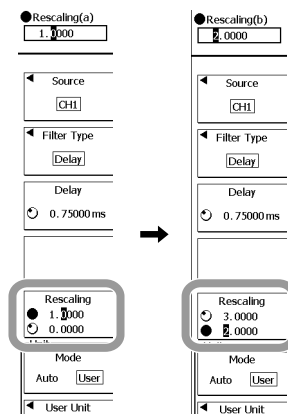 Rescaling(a)
1.0000
Source
CH1
Filter Type
Delay
Delay
0.75000 ms
Rescaling
1.0000
0.0000
Mode
Auto User
User Unit
Rescaling(b)
2.0000
Source
CH1
Filter Type
Delay
Delay
0.75000 ms
Rescaling
3.0000
2.0000
Mode
Auto User
User Unit